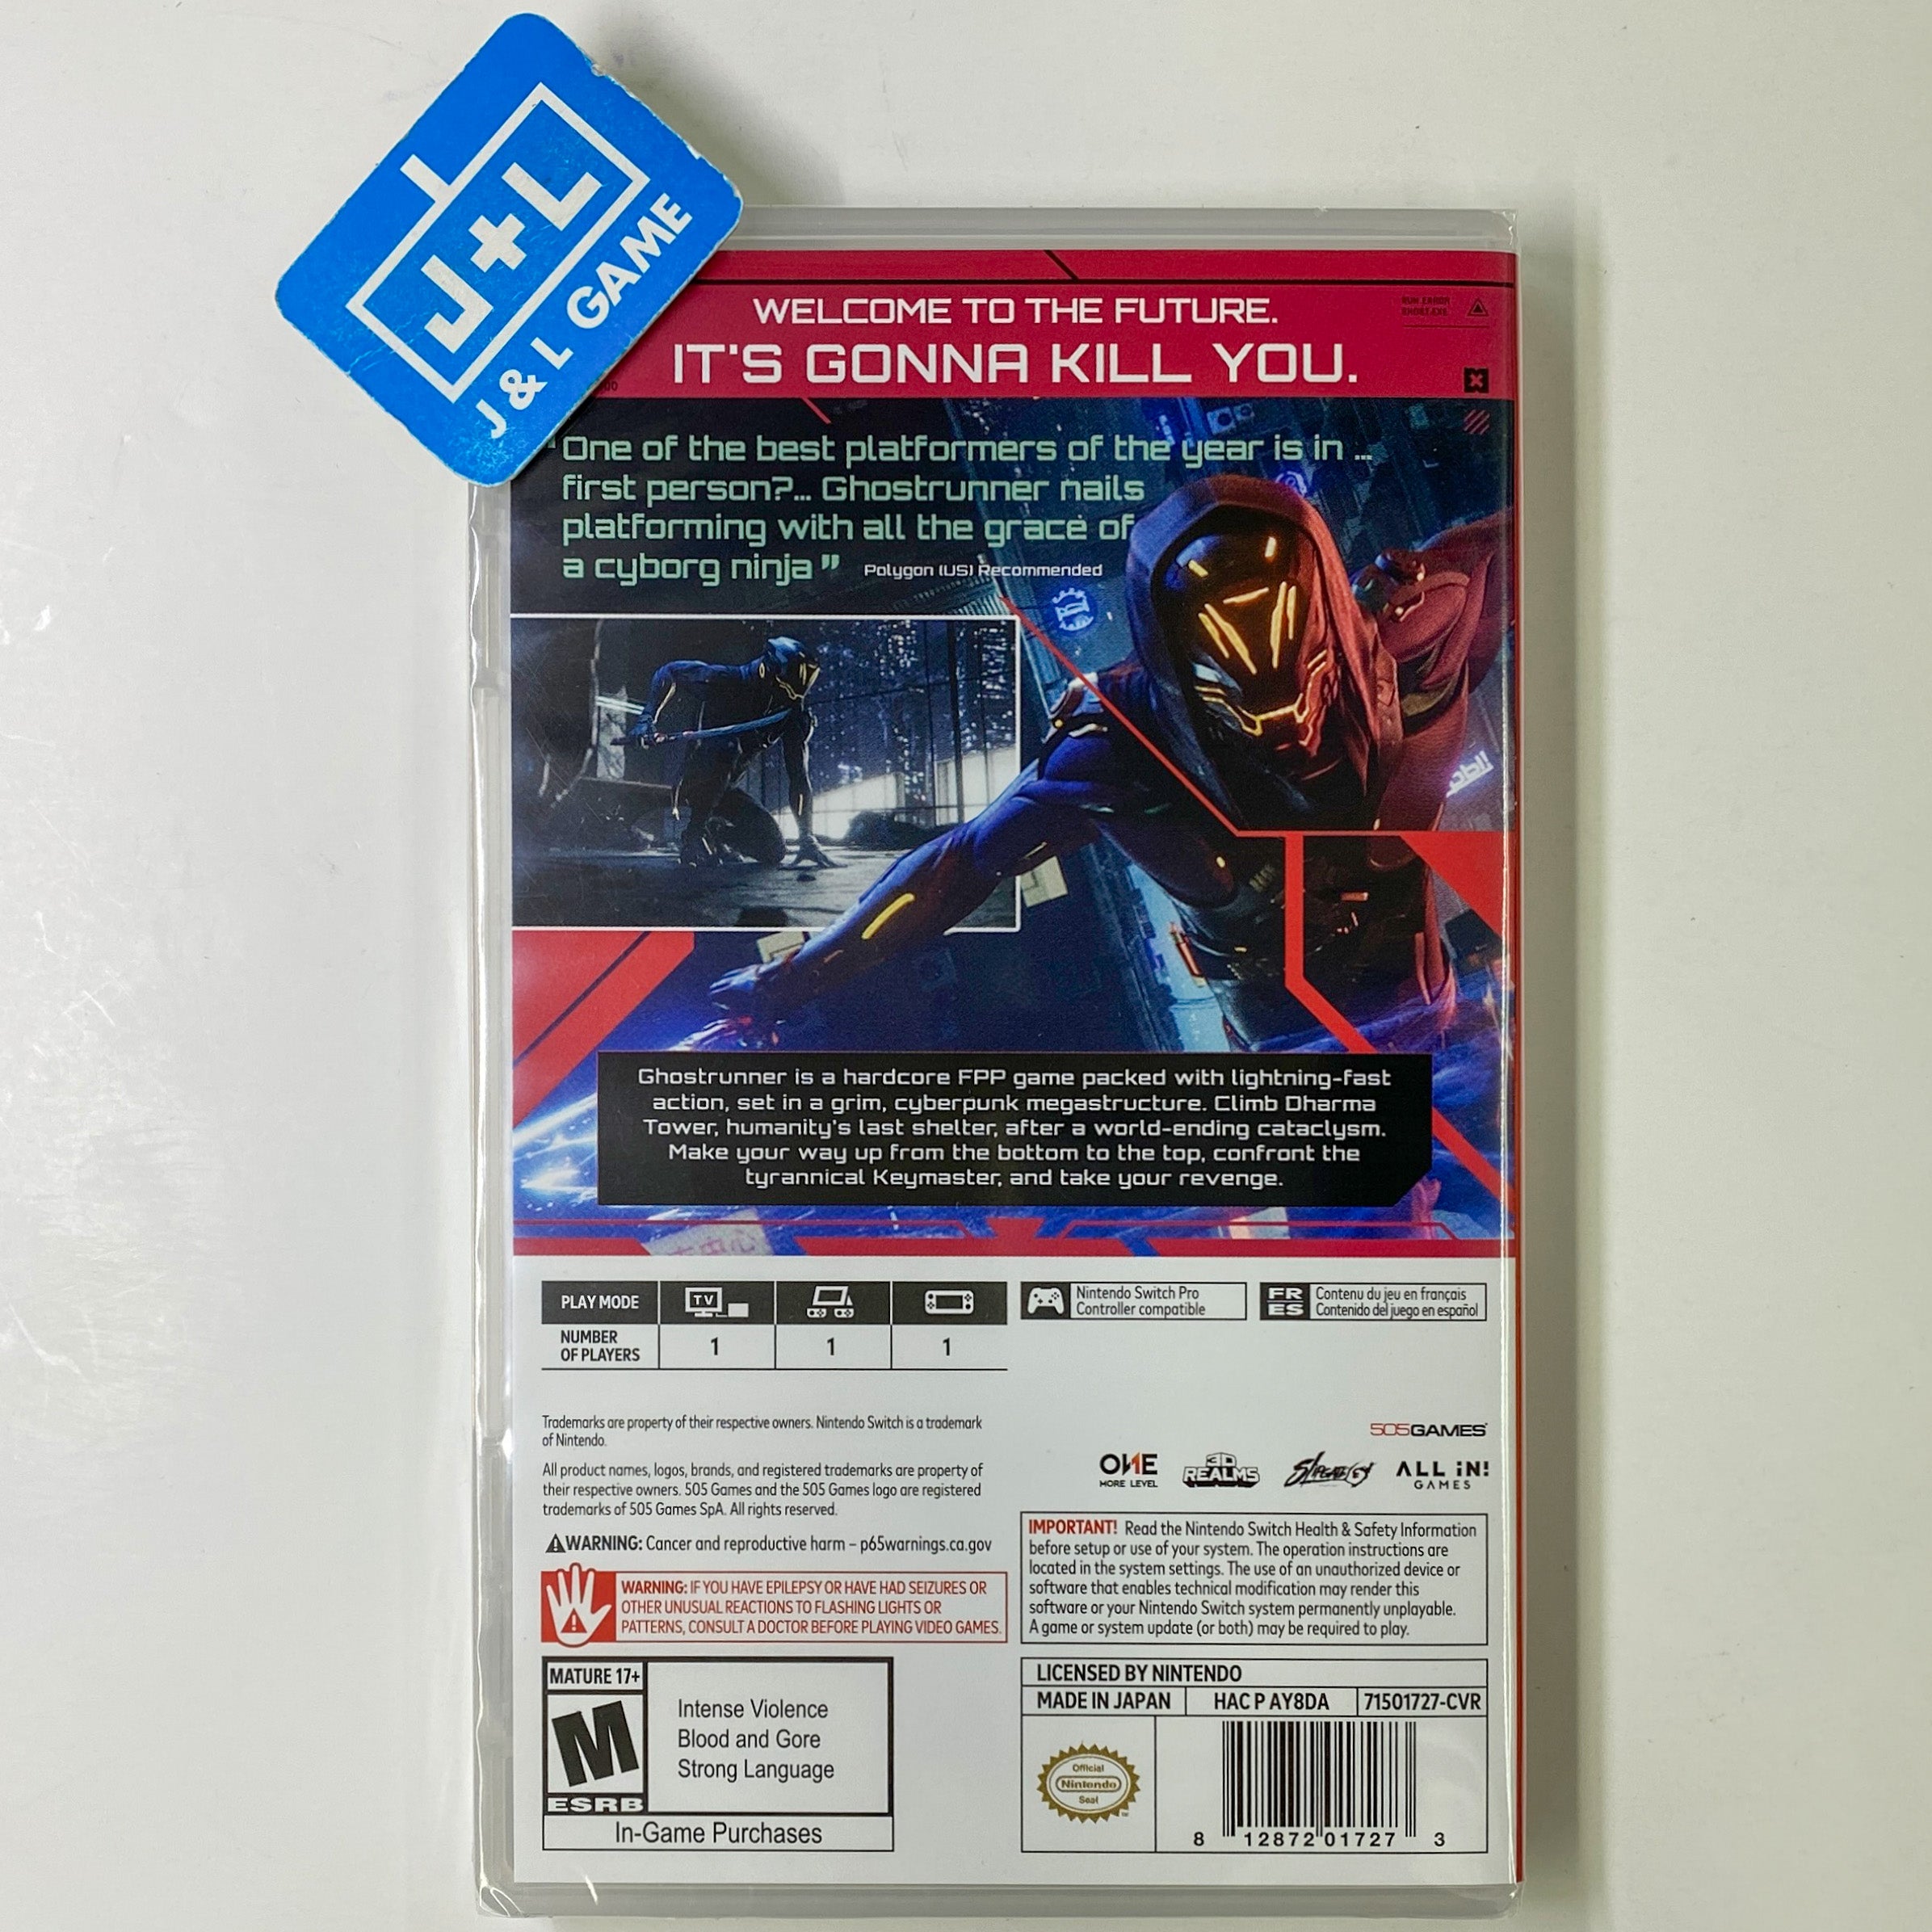 J+L
J & L GAME
WELCOME TO THE FUTURE.
IT'S GONNA KILL YOU.
One of the best platformers of the year is in ...
first person?... Ghostrunner nails
platforming with all the grace of
a cyborg ninja" Polygon (US) Recommended
Ghostrunner is a hardcore FPP game packed with lightning-fast
action, set in a grim, cyberpunk megastructure. Climb Dharma
Tower, humanity's last shelter, after a world-ending cataclysm.
Make your way up from the bottom to the top, confront the
tyrannical Keymaster, and take your revenge.
PLAY MODE TV
NUMBER
OF PLAYERS
1 1 1
Nintendo Switch Pro
Controller compatible
FR Contenu du jeu en français
ES Contenido del juego en español
Trademarks are property of their respective owners. Nintendo Switch is a trademark
of Nintendo.
All product names, logos, brands, and registered trademarks are property of
their respective owners. 505 Games and the 505 Games logo are registered
trademarks of 505 Games SpA. All rights reserved.
505GAMES
ONE
MORE LEVEL
3D
REALMS
ALL iN!
GAMES
WARNING: Cancer and reproductive harm – p65warnings.ca.gov
WARNING: IF YOU HAVE EPILEPSY OR HAVE HAD SEIZURES OR
OTHER UNUSUAL REACTIONS TO FLASHING LIGHTS OR
PATTERNS, CONSULT A DOCTOR BEFORE PLAYING VIDEO GAMES.
IMPORTANT! Read the Nintendo Switch Health & Safety Information
before setup or use of your system. The operation instructions are
located in the system settings. The use of an unauthorized device or
software that enables technical modification may render this
software or your Nintendo Switch system permanently unplayable.
A game or system update (or both) may be required to play.
MATURE 17+
M
ESRB
Intense Violence
Blood and Gore
Strong Language
In-Game Purchases
LICENSED BY NINTENDO
MADE IN JAPAN HAC P AY8DA 71501727-CVR
Official
Nintendo
Seal
8 12872 01727 3